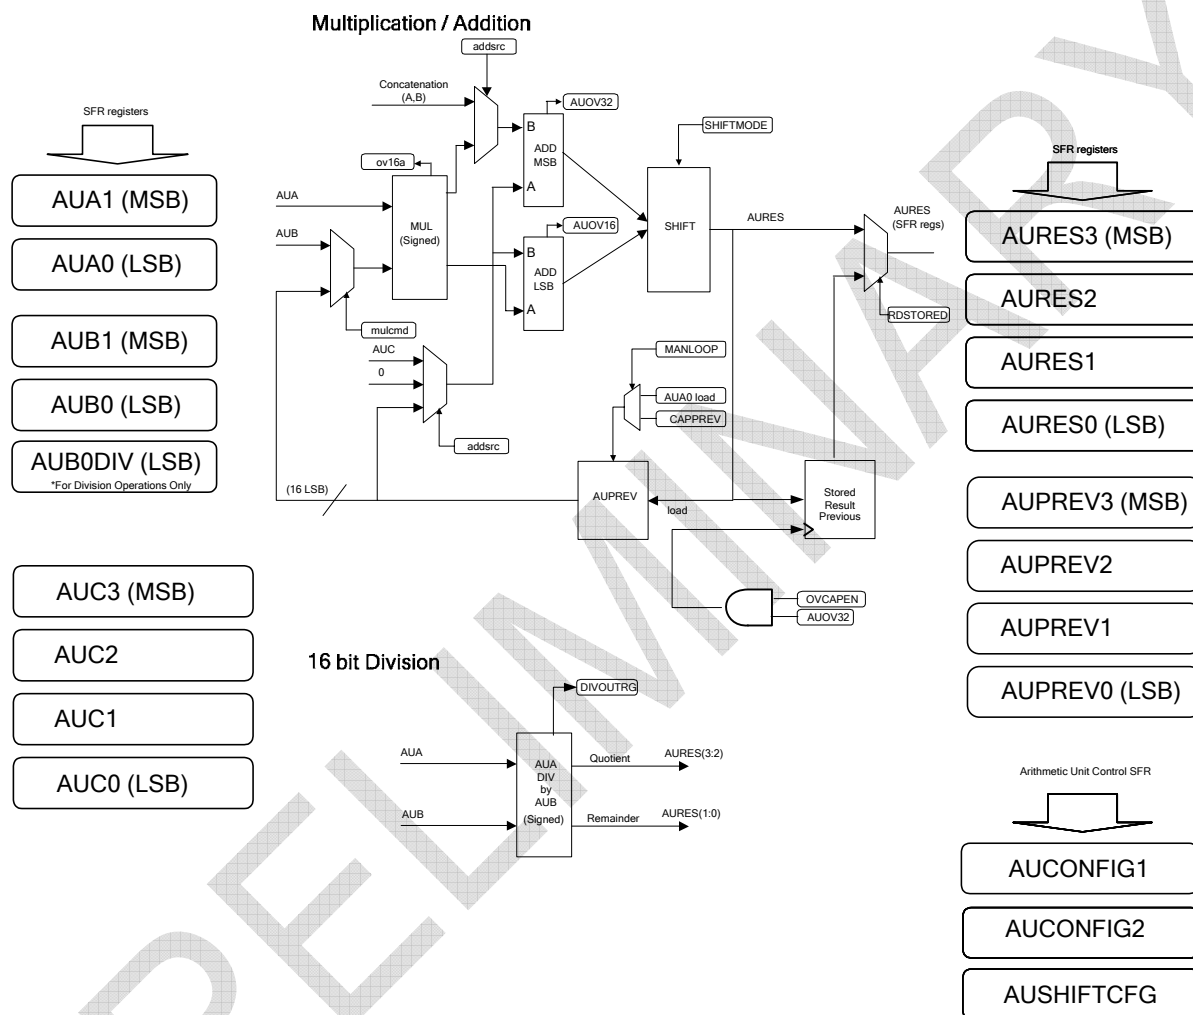 Multiplication / Addition
addsrc
Concatenation
(A,B)
SFR registers
AUOV32
B
ADD
MSB
A
SHIFTMODE
ov16a
AUA
AUB
MUL
(Signed)
AUOV16
B
ADD
LSB
A
SHIFT
AURES
AURES
(SFR regs)
RDSTORED
mulcmd
AUC
0
addsrc
MANLOOP
AUA0 load
CAPPREV
(16 LSB)
AUPREV
load
Stored
Result
Previous
OVCAPEN
AUOV32
AUA1 (MSB)
AUA0 (LSB)
AUB1 (MSB)
AUB0 (LSB)
AUB0DIV (LSB)
*For Division Operations Only
AUC3 (MSB)
AUC2
AUC1
AUC0 (LSB)
16 bit Division
DIVOUTRG
AUA
AUB
AUA
DIV
by
AUB
(Signed)
Quotient
AURES(3:2)
Remainder
AURES(1:0)
SFR registers
AURES3 (MSB)
AURES2
AURES1
AURES0 (LSB)
AUPREV3 (MSB)
AUPREV2
AUPREV1
AUPREV0 (LSB)
Arithmetic Unit Control SFR
AUCONFIG1
AUCONFIG2
AUSHIFTCFG
PRELIMINARY